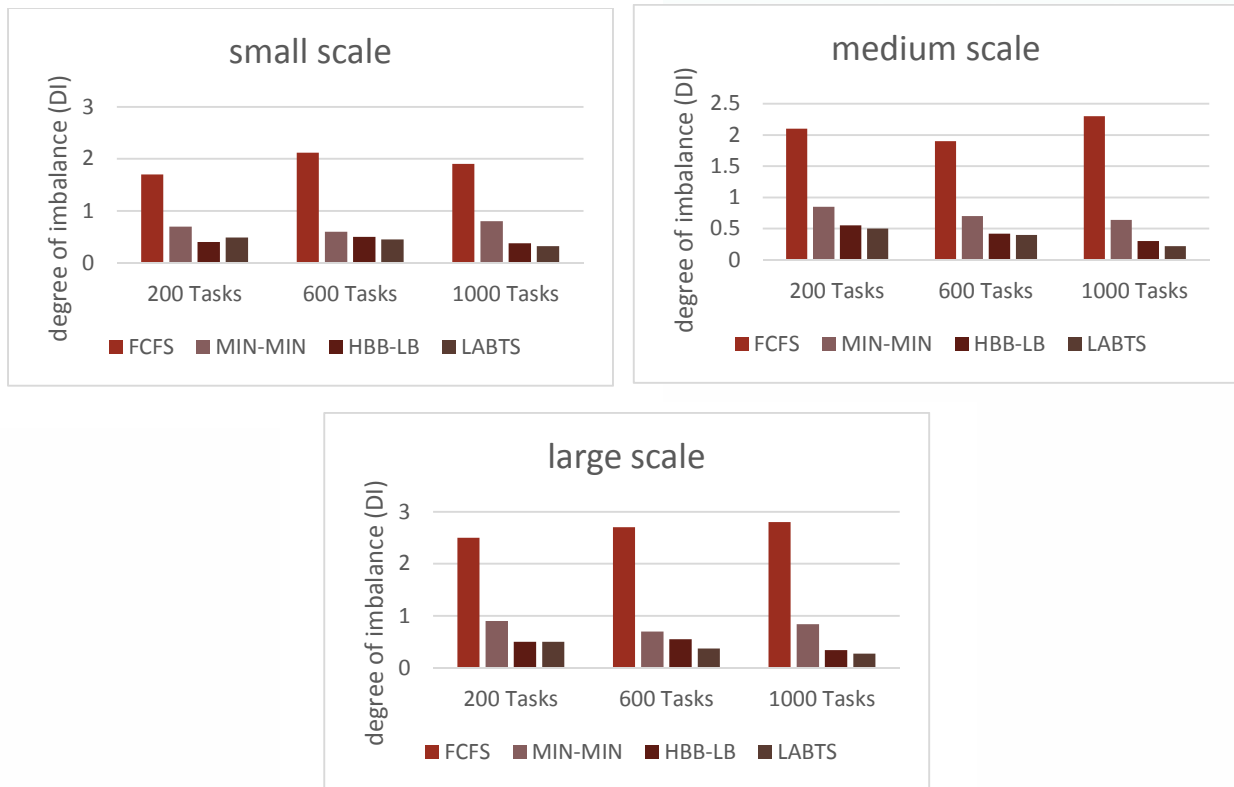 small scale
degree of imbalance (DI)
3
2
1
0
200 Tasks 600 Tasks 1000 Tasks
FCFS MIN-MIN HBB-LB LABTS
medium scale
degree of imbalance (DI)
2.5
2
1.5
1
0.5
0
200 Tasks 600 Tasks 1000 Tasks
FCFS MIN-MIN HBB-LB LABTS
large scale
degree of imbalance (DI)
3
2
1
0
200 Tasks 600 Tasks 1000 Tasks
FCFS MIN-MIN HBB-LB LABTS